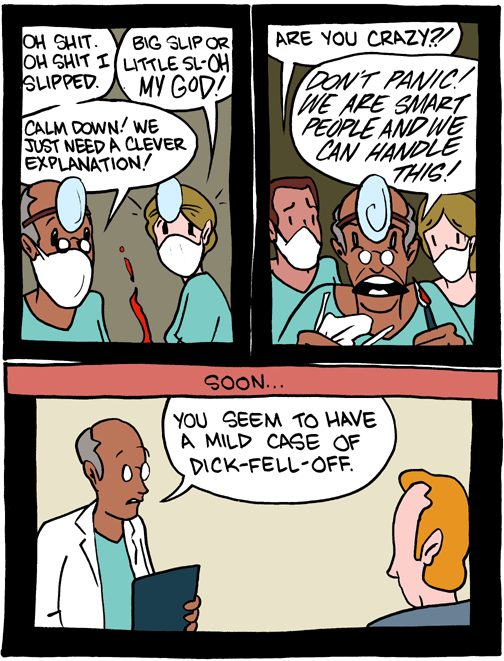 OH SHIT.
OH SHIT I
SLIPPED.
BIG SLIP OR
LITTLE SL-OH
MY GOD!
CALM DOWN! WE
JUST NEED A CLEVER
EXPLANATION!
ARE YOU CRAZY?!
DON'T PANIC!
WE ARE SMART
PEOPLE AND WE
CAN HANDLE
THIS!
SOON...
YOU SEEM TO HAVE
A MILD CASE OF
DICK-FELL-OFF.